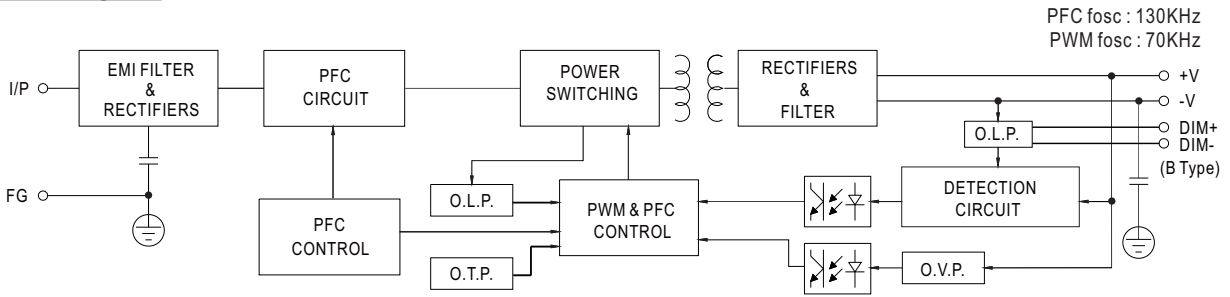 PFC fosc : 130KHz
PWM fosc : 70KHz
I/P
EMI FILTER
&
RECTIFIERS
PFC
CIRCUIT
POWER
SWITCHING
RECTIFIERS
&
FILTER
+V
-V
O.L.P.
DIM+
DIM-
(B Type)
FG
O.L.P.
PFC
CONTROL
PWM & PFC
CONTROL
DETECTION
CIRCUIT
O.T.P.
O.V.P.